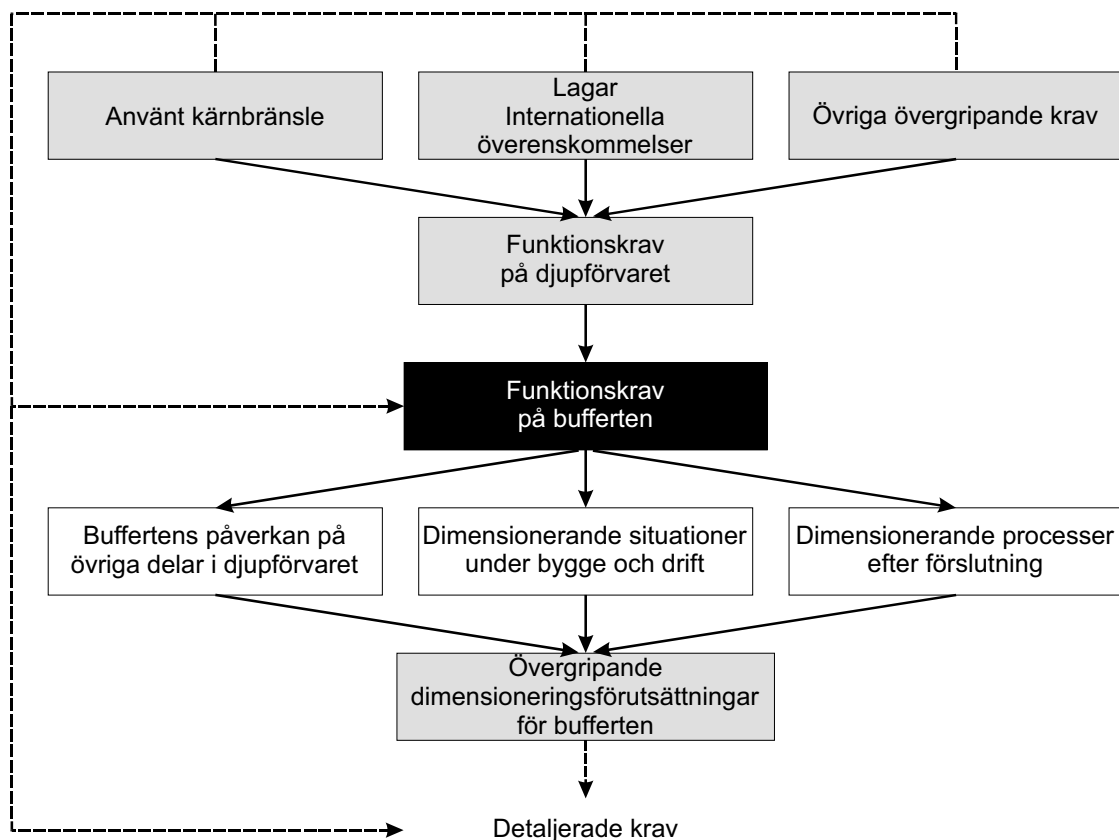 Använt kärnbränsle
Lagar
Internationella
överenskommelser
Övriga övergripande krav
Funktionskrav
på djupförvaret
Funktionskrav
på bufferten
Buffertens påverkan på
övriga delar i djupförvaret
Dimensionerande situationer
under bygge och drift
Dimensionerande processer
efter förslutning
Övergripande
dimensioneringsförutsättningar
för bufferten
Detaljerade krav